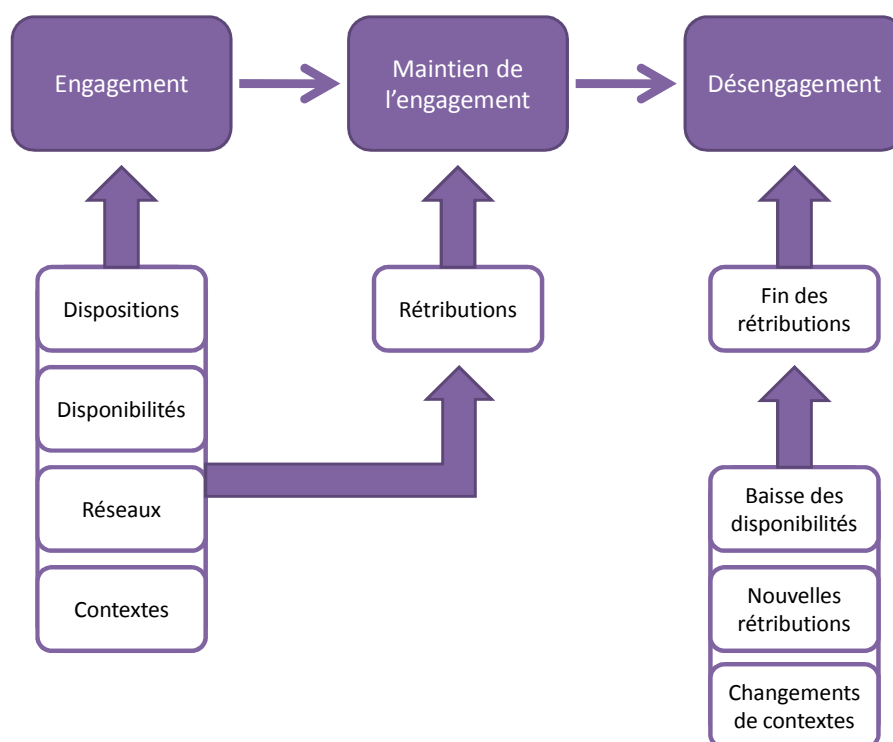 Engagement
Maintien de
l'engagement
Désengagement
Dispositions
Disponibilités
Réseaux
Contextes
Rétributions
Fin des
rétributions
Baisse des
disponibilités
Nouvelles
rétributions
Changements
de contextes